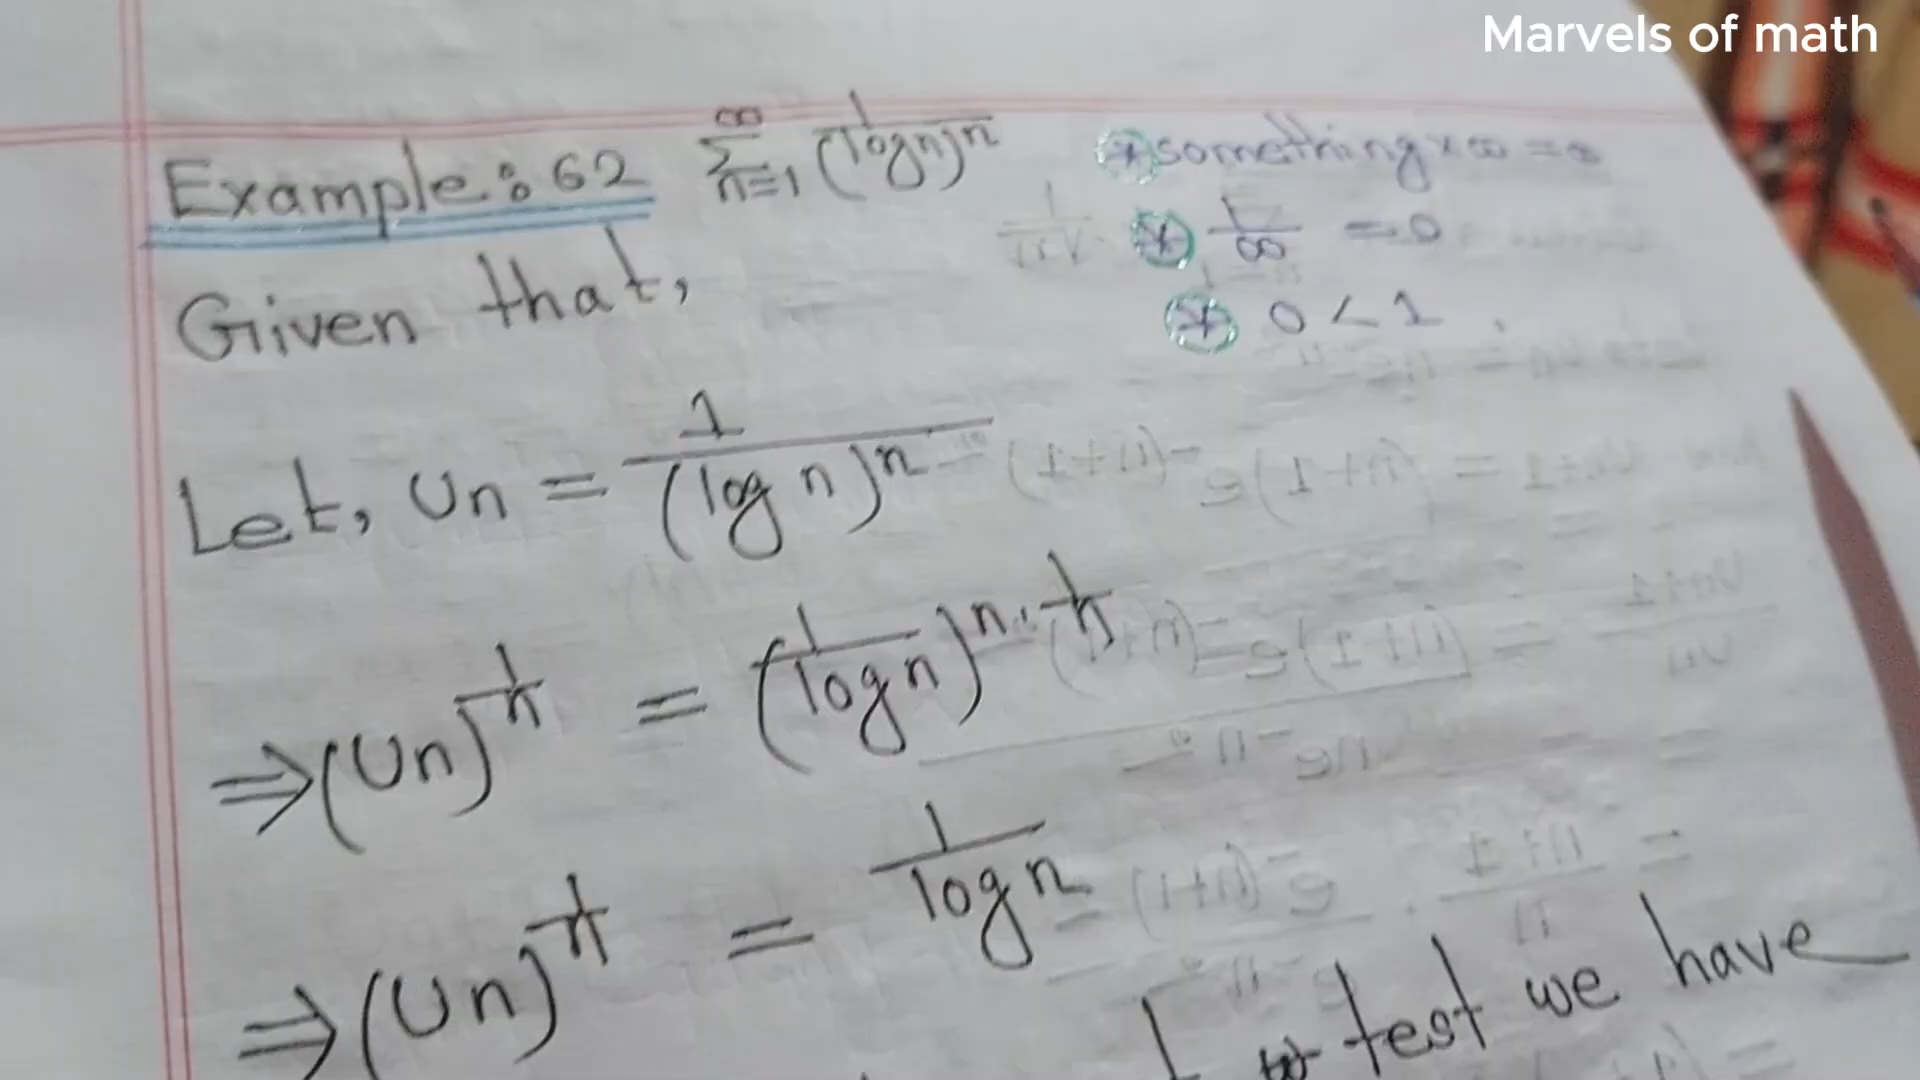 Marvels of math
Example: 62 ∞ Σ n=1 1/(log n)^n
* something x ∞ = ∞
* 1/∞ = 0
* 0 < 1.
Given that,
Let, Un = 1/(log n)^n
⇒ (Un)^1/n = (1/log n)^n·1/n
⇒ (Un)^1/n = 1/log n
test we have